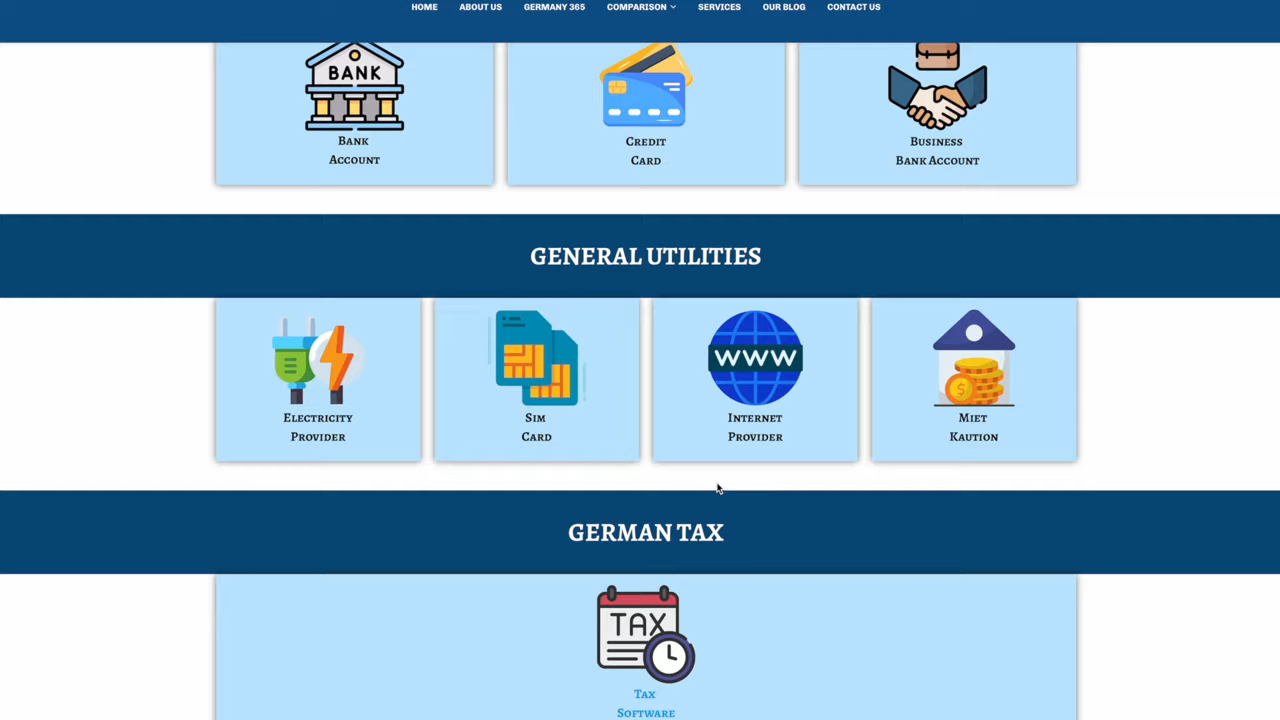 HOME ABOUT US GERMANY 365 COMPARISON SERVICES OUR BLOG CONTACT US
BANK
BANK
ACCOUNT
CREDIT
CARD
BUSINESS
BANK ACCOUNT
GENERAL UTILITIES
ELECTRICITY
PROVIDER
SIM
CARD
WWW
INTERNET
PROVIDER
MIET
KAUTION
GERMAN TAX
TAX
TAX
SOFTWARE